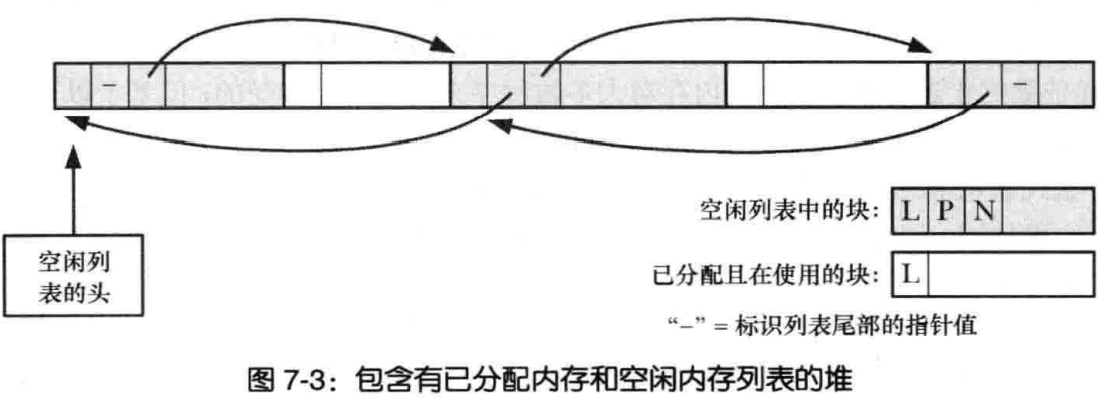 –
–
空闲列表中的块: L P N
空闲列
表的头
已分配且在使用的块: L
“–” = 标识列表尾部的指针值
图 7-3：包含有已分配内存和空闲内存列表的堆